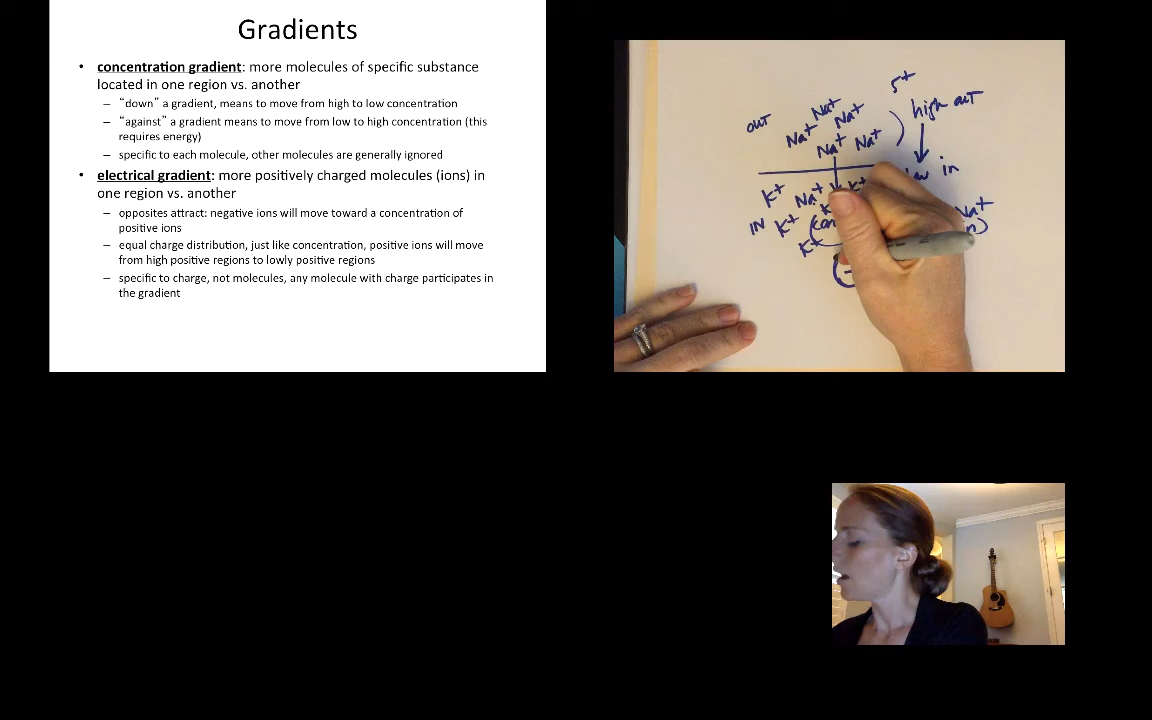 Gradients
• concentration gradient: more molecules of specific substance
located in one region vs. another
– “down” a gradient, means to move from high to low concentration
– “against” a gradient means to move from low to high concentration (this
requires energy)
– specific to each molecule, other molecules are generally ignored
• electrical gradient: more positively charged molecules (ions) in
one region vs. another
– opposites attract: negative ions will move toward a concentration of
positive ions
– equal charge distribution, just like concentration, positive ions will move
from high positive regions to lowly positive regions
– specific to charge, not molecules, any molecule with charge participates in
the gradient
5+
high out
out Na+ Na+
Na+ Na+ Na+
in
K+ Na+ K+
Na+
IN K+
K+